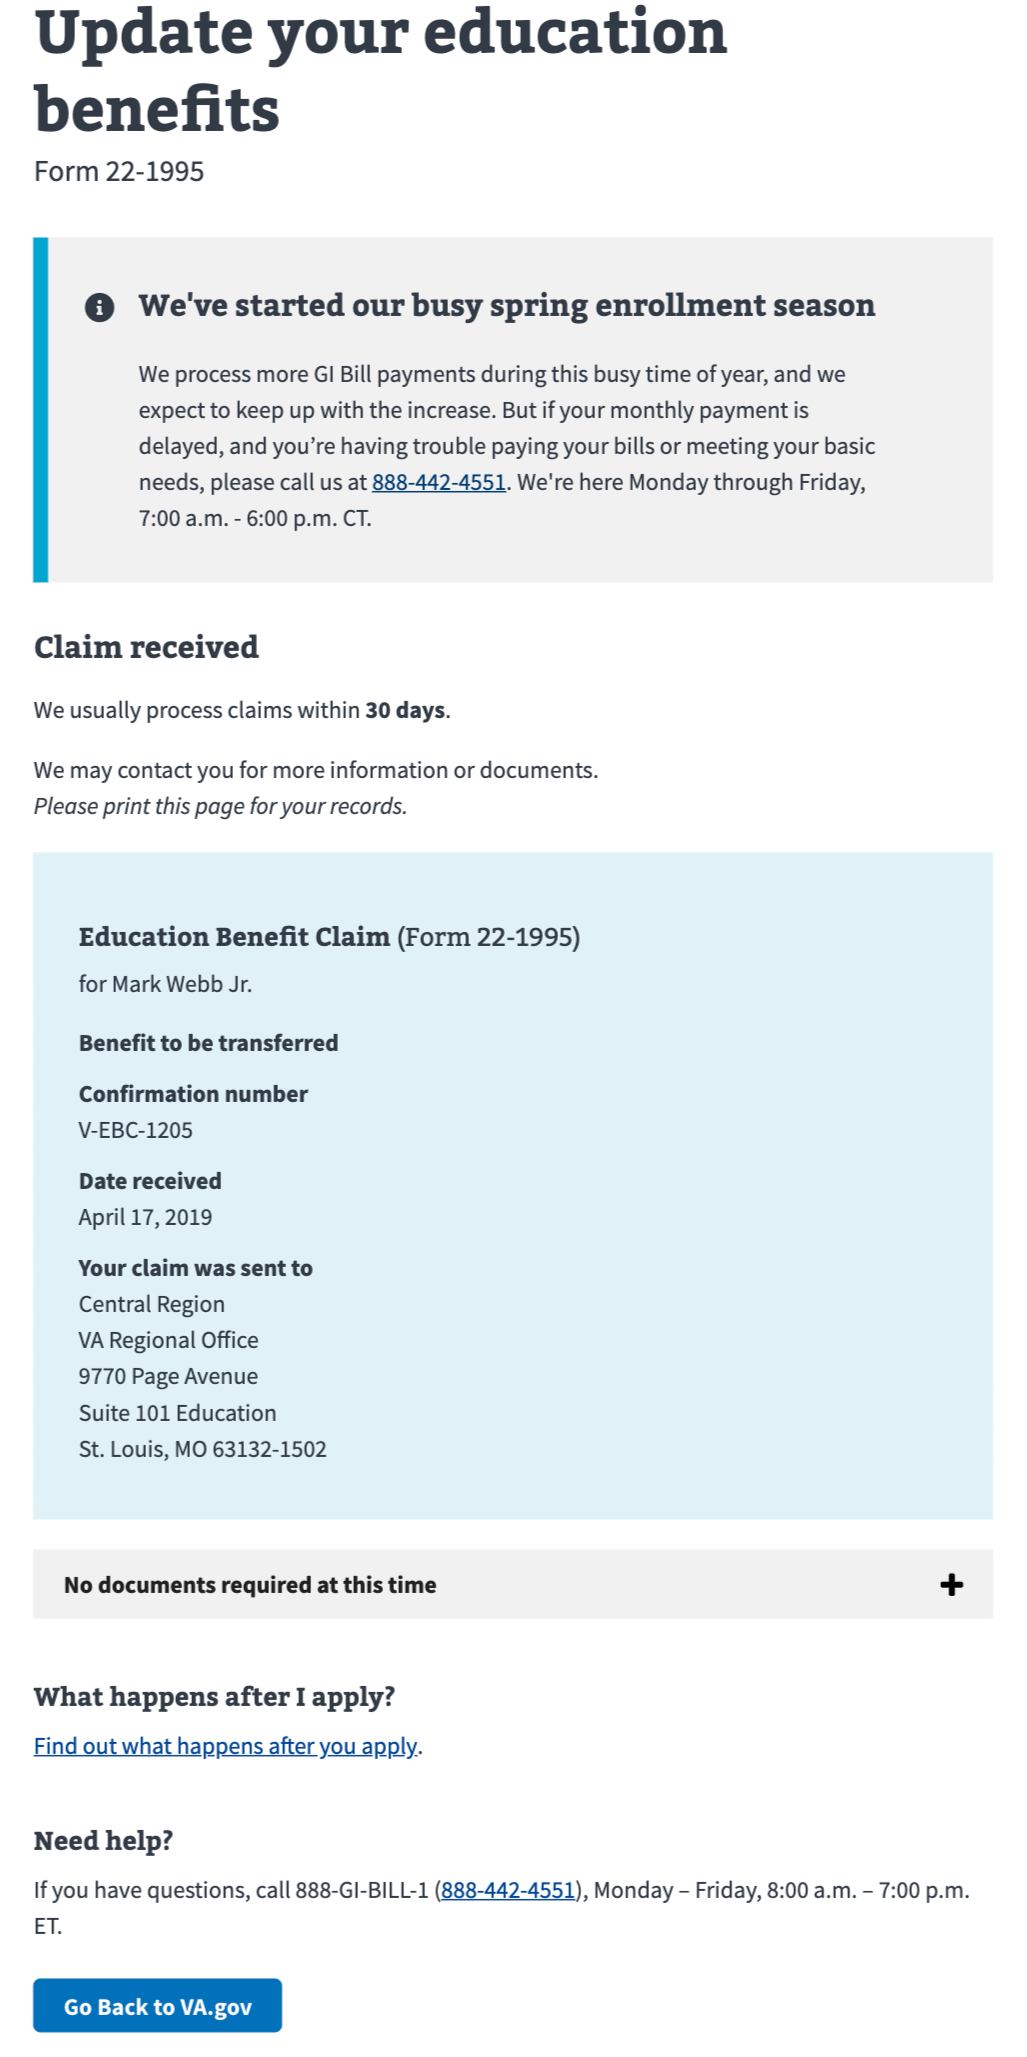 Update your education
benefits
Form 22-1995
We've started our busy spring enrollment season
We process more GI Bill payments during this busy time of year, and we
expect to keep up with the increase. But if your monthly payment is
delayed, and you’re having trouble paying your bills or meeting your basic
needs, please call us at 888-442-4551. We're here Monday through Friday,
7:00 a.m. - 6:00 p.m. CT.
Claim received
We usually process claims within 30 days.
We may contact you for more information or documents.
Please print this page for your records.
Education Benefit Claim (Form 22-1995)
for Mark Webb Jr.
Benefit to be transferred
Confirmation number
V-EBC-1205
Date received
April 17, 2019
Your claim was sent to
Central Region
VA Regional Office
9770 Page Avenue
Suite 101 Education
St. Louis, MO 63132-1502
No documents required at this time
What happens after I apply?
Find out what happens after you apply.
Need help?
If you have questions, call 888-GI-BILL-1 (888-442-4551), Monday – Friday, 8:00 a.m. – 7:00 p.m.
ET.
Go Back to VA.gov